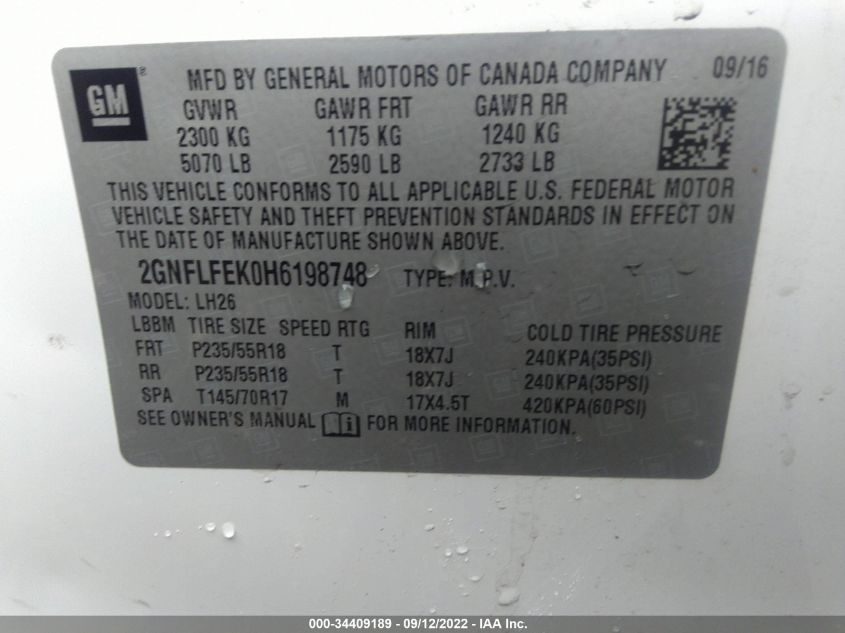 GM®
MFD BY GENERAL MOTORS OF CANADA COMPANY 09/16
GVWR GAWR FRT GAWR RR
2300 KG 1175 KG 1240 KG
5070 LB 2590 LB 2733 LB
THIS VEHICLE CONFORMS TO ALL APPLICABLE U.S. FEDERAL MOTOR
VEHICLE SAFETY AND THEFT PREVENTION STANDARDS IN EFFECT ON
THE DATE OF MANUFACTURE SHOWN ABOVE.
2GNFLFEK0H6198748 TYPE: M.P.V.
MODEL: LH26
LBBM TIRE SIZE SPEED RTG RIM COLD TIRE PRESSURE
FRT P235/55R18 T 18X7J 240KPA(35PSI)
RR P235/55R18 T 18X7J 240KPA(35PSI)
SPA T145/70R17 M 17X4.5T 420KPA(60PSI)
SEE OWNER'S MANUAL FOR MORE INFORMATION.
000-34409189 - 09/12/2022 - IAA Inc.